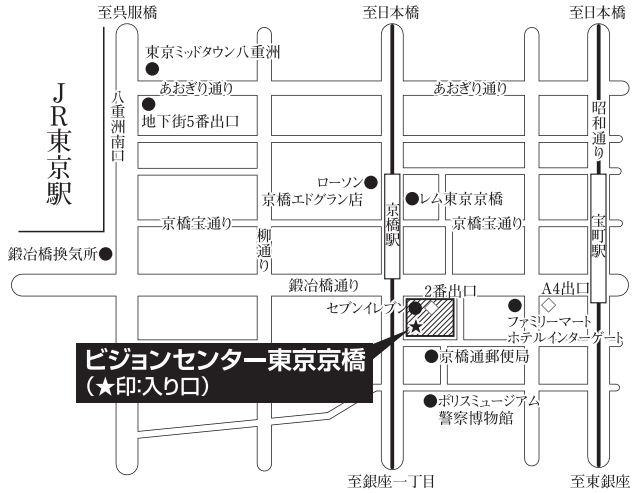 至呉服橋
至日本橋
至日本橋
東京ミッドタウン八重洲
あおぎり通り
あおぎり通り
JR東京駅
八重洲南口
地下街5番出口
昭和通り
ローソン
京橋エドグラン店
レム東京京橋
京橋駅
京橋宝通り
京橋宝通り
宝町駅
柳通り
鍛冶橋換気所
鍛冶橋通り
2番出口
A4出口
セブンイレブン
ファミリーマート
ホテルインターゲート
★
ビジョンセンター東京京橋
（★印：入り口）
京橋通郵便局
ポリスミュージアム
警察博物館
至銀座一丁目
至東銀座